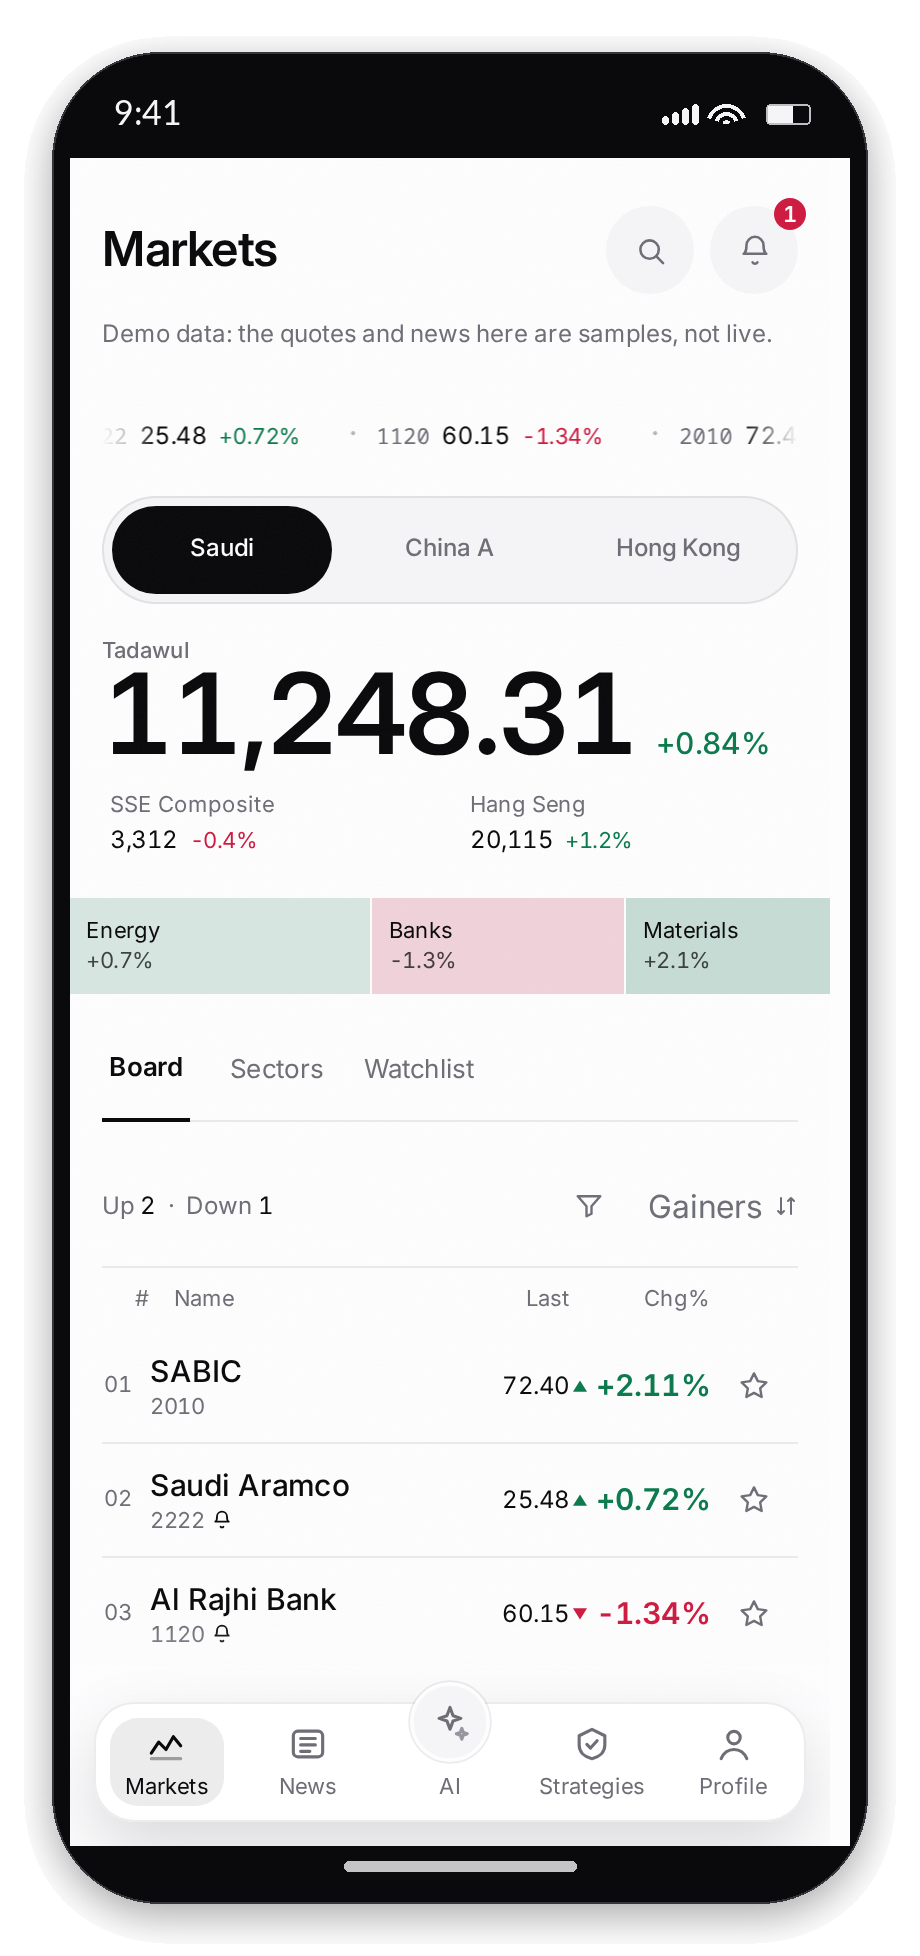 9:41
Markets
1
Demo data: the quotes and news here are samples, not live.
22 25.48 +0.72% · 1120 60.15 -1.34% · 2010 72.4
Saudi China A Hong Kong
Tadawul
11,248.31 +0.84%
SSE Composite Hang Seng
3,312 -0.4% 20,115 +1.2%
Energy Banks Materials
+0.7% -1.3% +2.1%
Board Sectors Watchlist
Up 2 · Down 1 Gainers
# Name Last Chg%
01 SABIC 72.40 ▲ +2.11%
2010
02 Saudi Aramco 25.48 ▲ +0.72%
2222
03 Al Rajhi Bank 60.15 ▼ -1.34%
1120
Markets News AI Strategies Profile